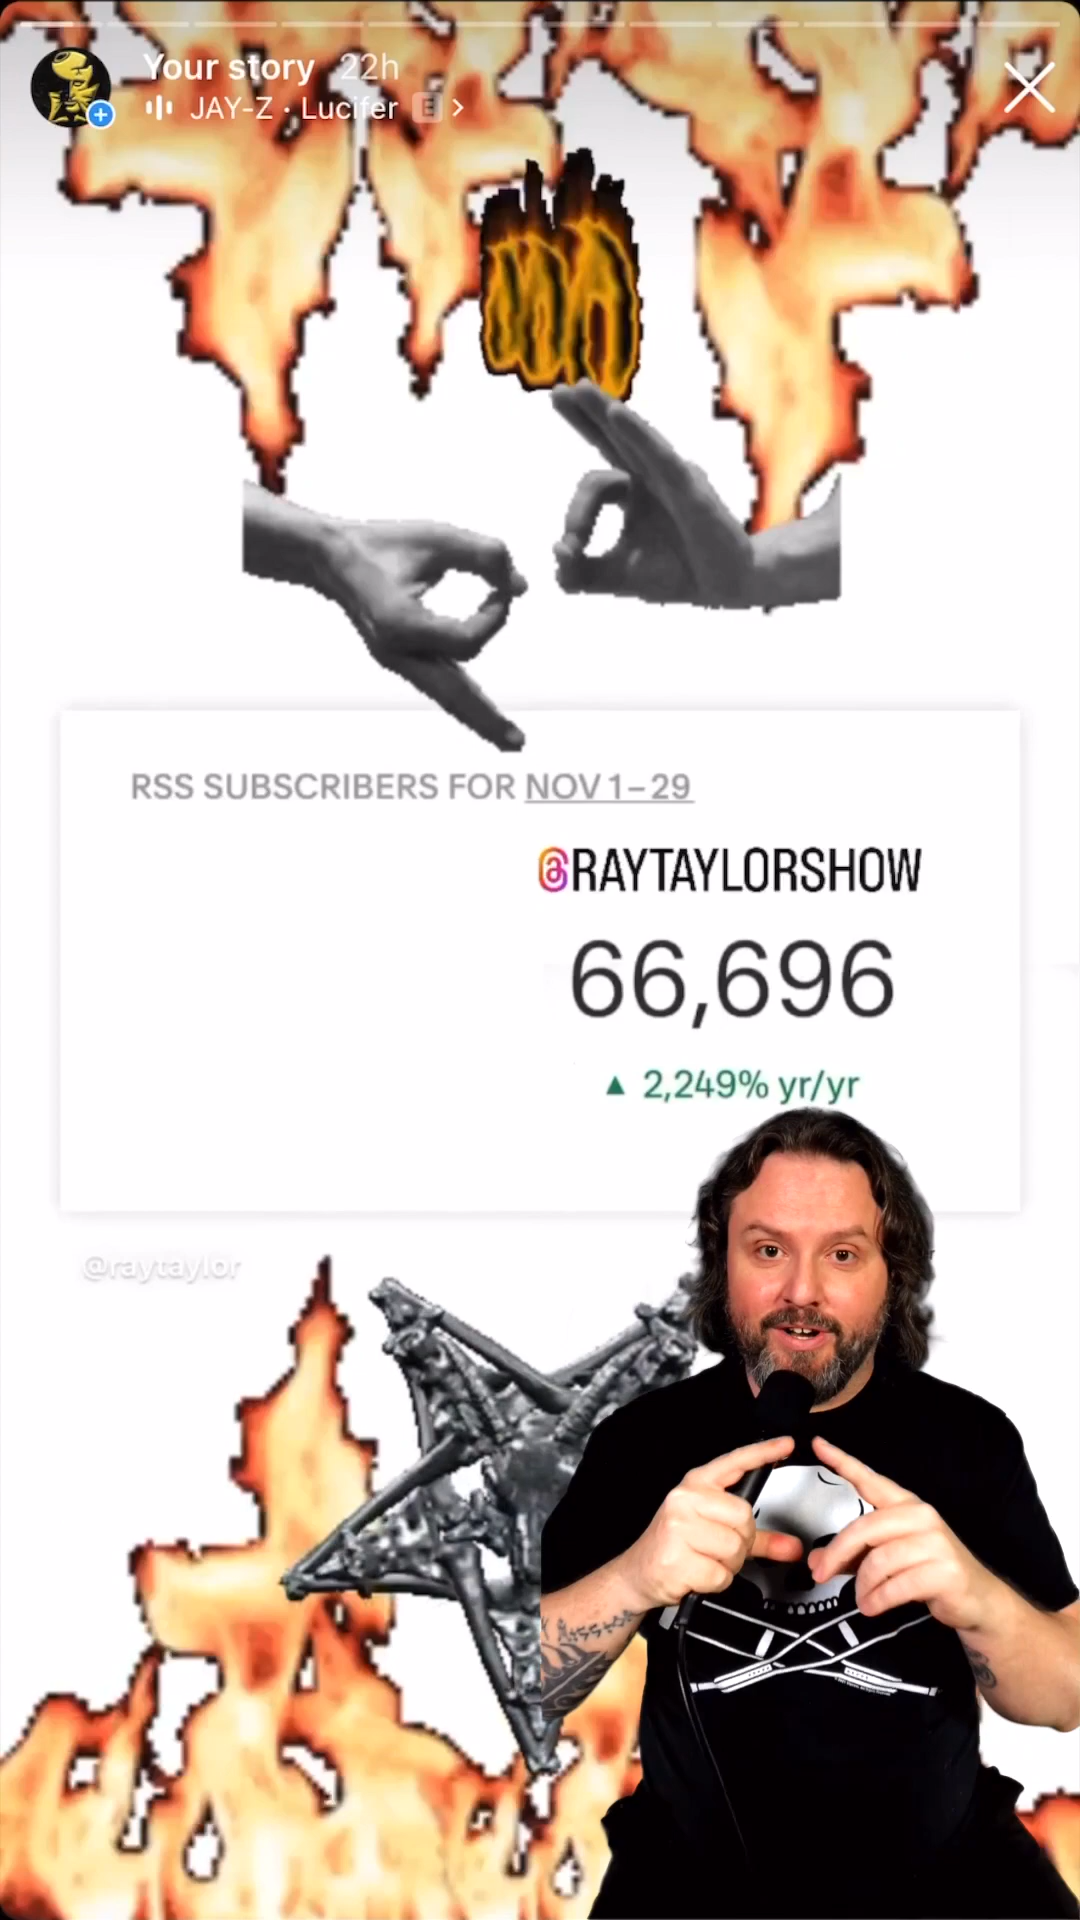 Your story 22h
JAY-Z · Lucifer E >
RSS SUBSCRIBERS FOR NOV 1–29
@RAYTAYLORSHOW
66,696
▲ 2,249% yr/yr
@raytaylor